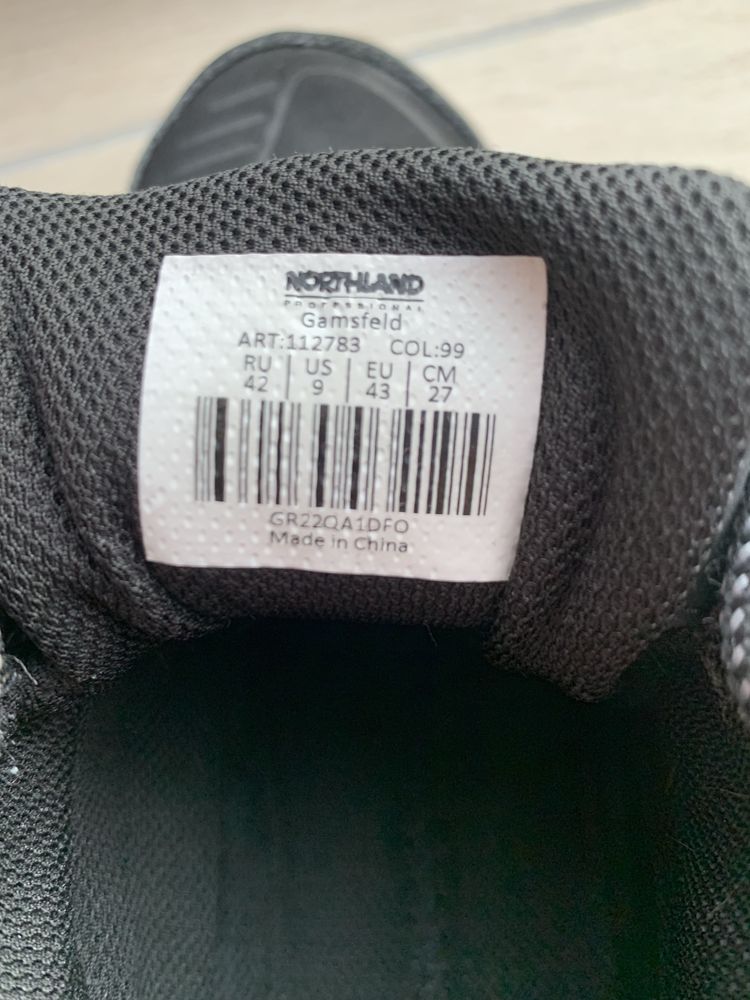 NORTHLAND
PROFESSIONAL
Gamsfeld
ART:112783 COL:99
RU US EU CM
42 9 43 27
GR22QA1DFO
Made in China